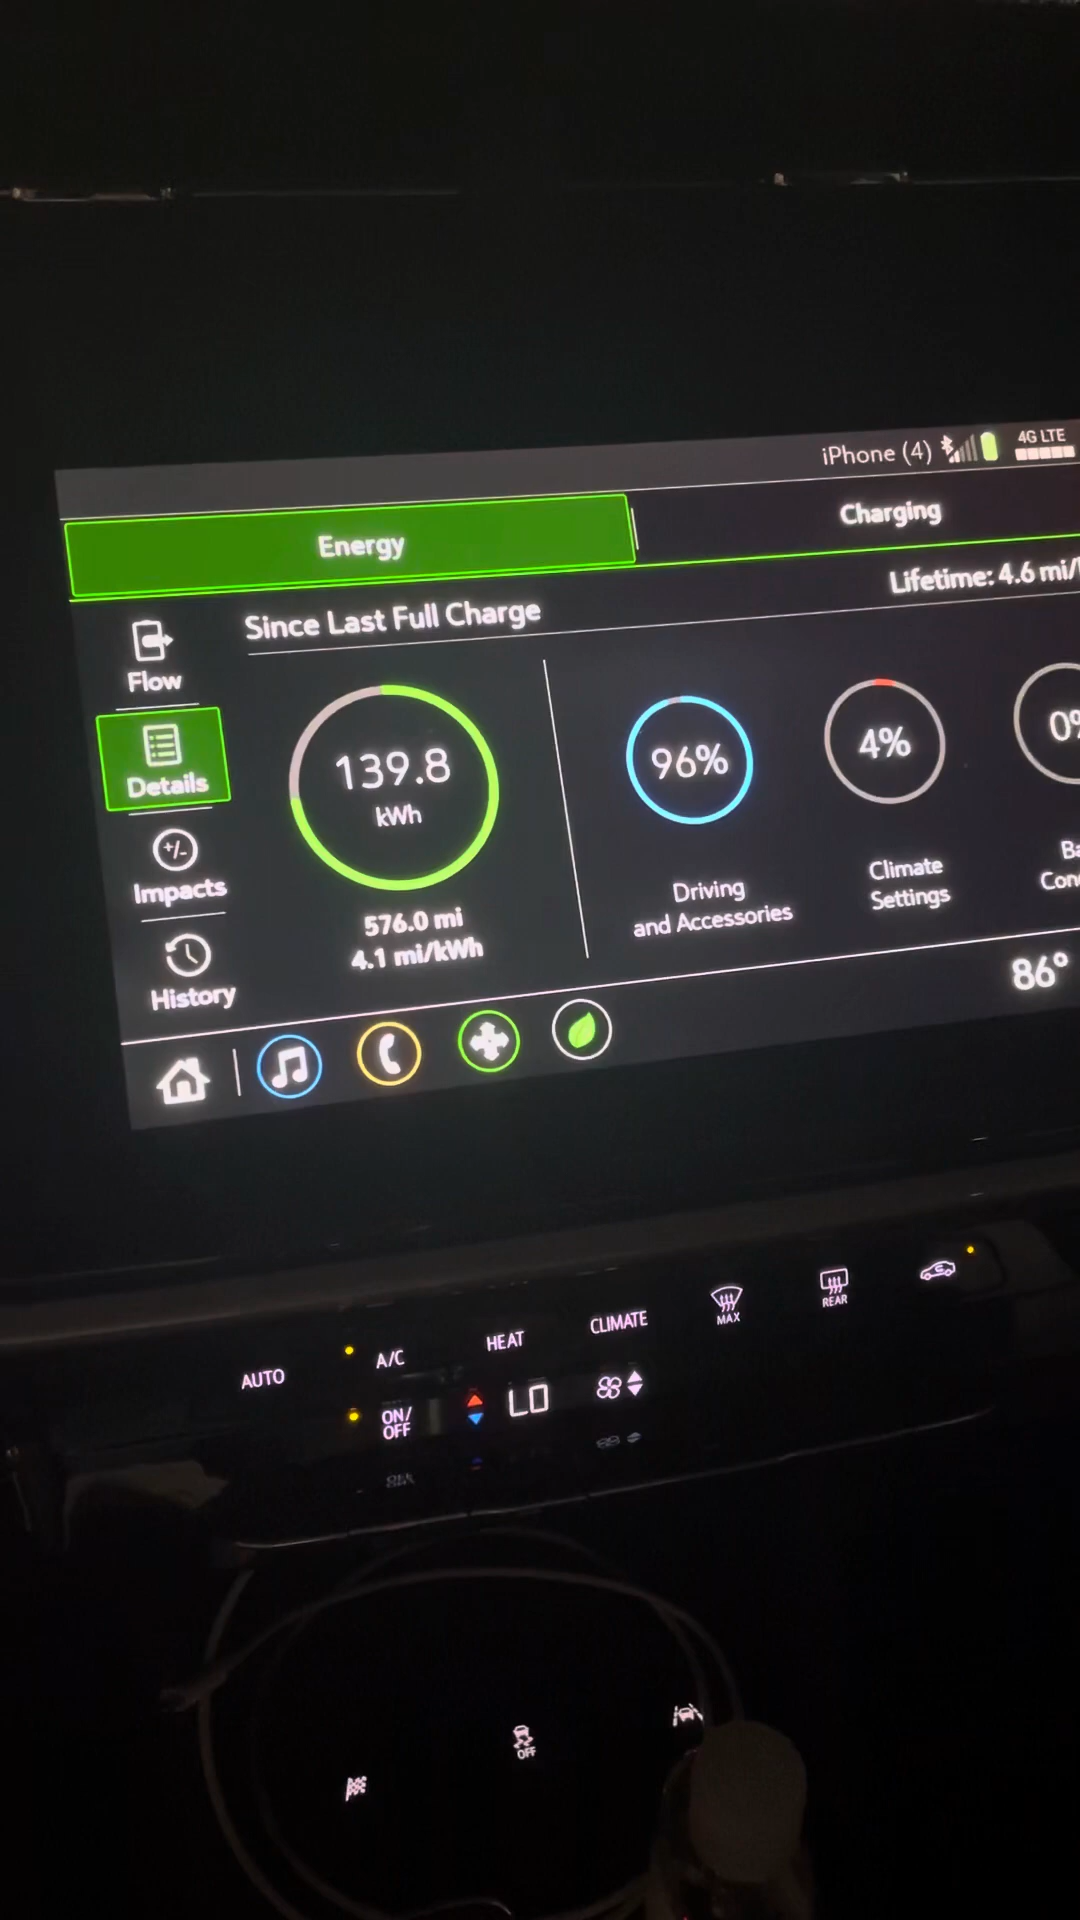 iPhone (4)
4G LTE
Energy
Charging
Lifetime: 4.6 mi/
Since Last Full Charge
Flow
Details
Impacts
History
139.8
kWh
576.0 mi
4.1 mi/kWh
96%
Driving
and Accessories
4%
Climate
Settings
0%
86°
AUTO
A/C
HEAT
CLIMATE
MAX
REAR
ON/
OFF
LO
OFF